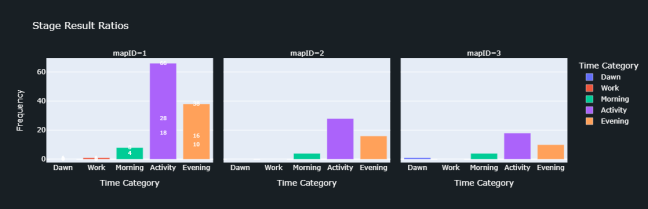 Stage Result Ratios
mapID=1
mapID=2
mapID=3
Time Category
Dawn
Work
Morning
Activity
Evening
Frequency
60
40
20
0
28
18
16
10
4
Dawn Work Morning Activity Evening
Dawn Work Morning Activity Evening
Dawn Work Morning Activity Evening
Time Category
Time Category
Time Category